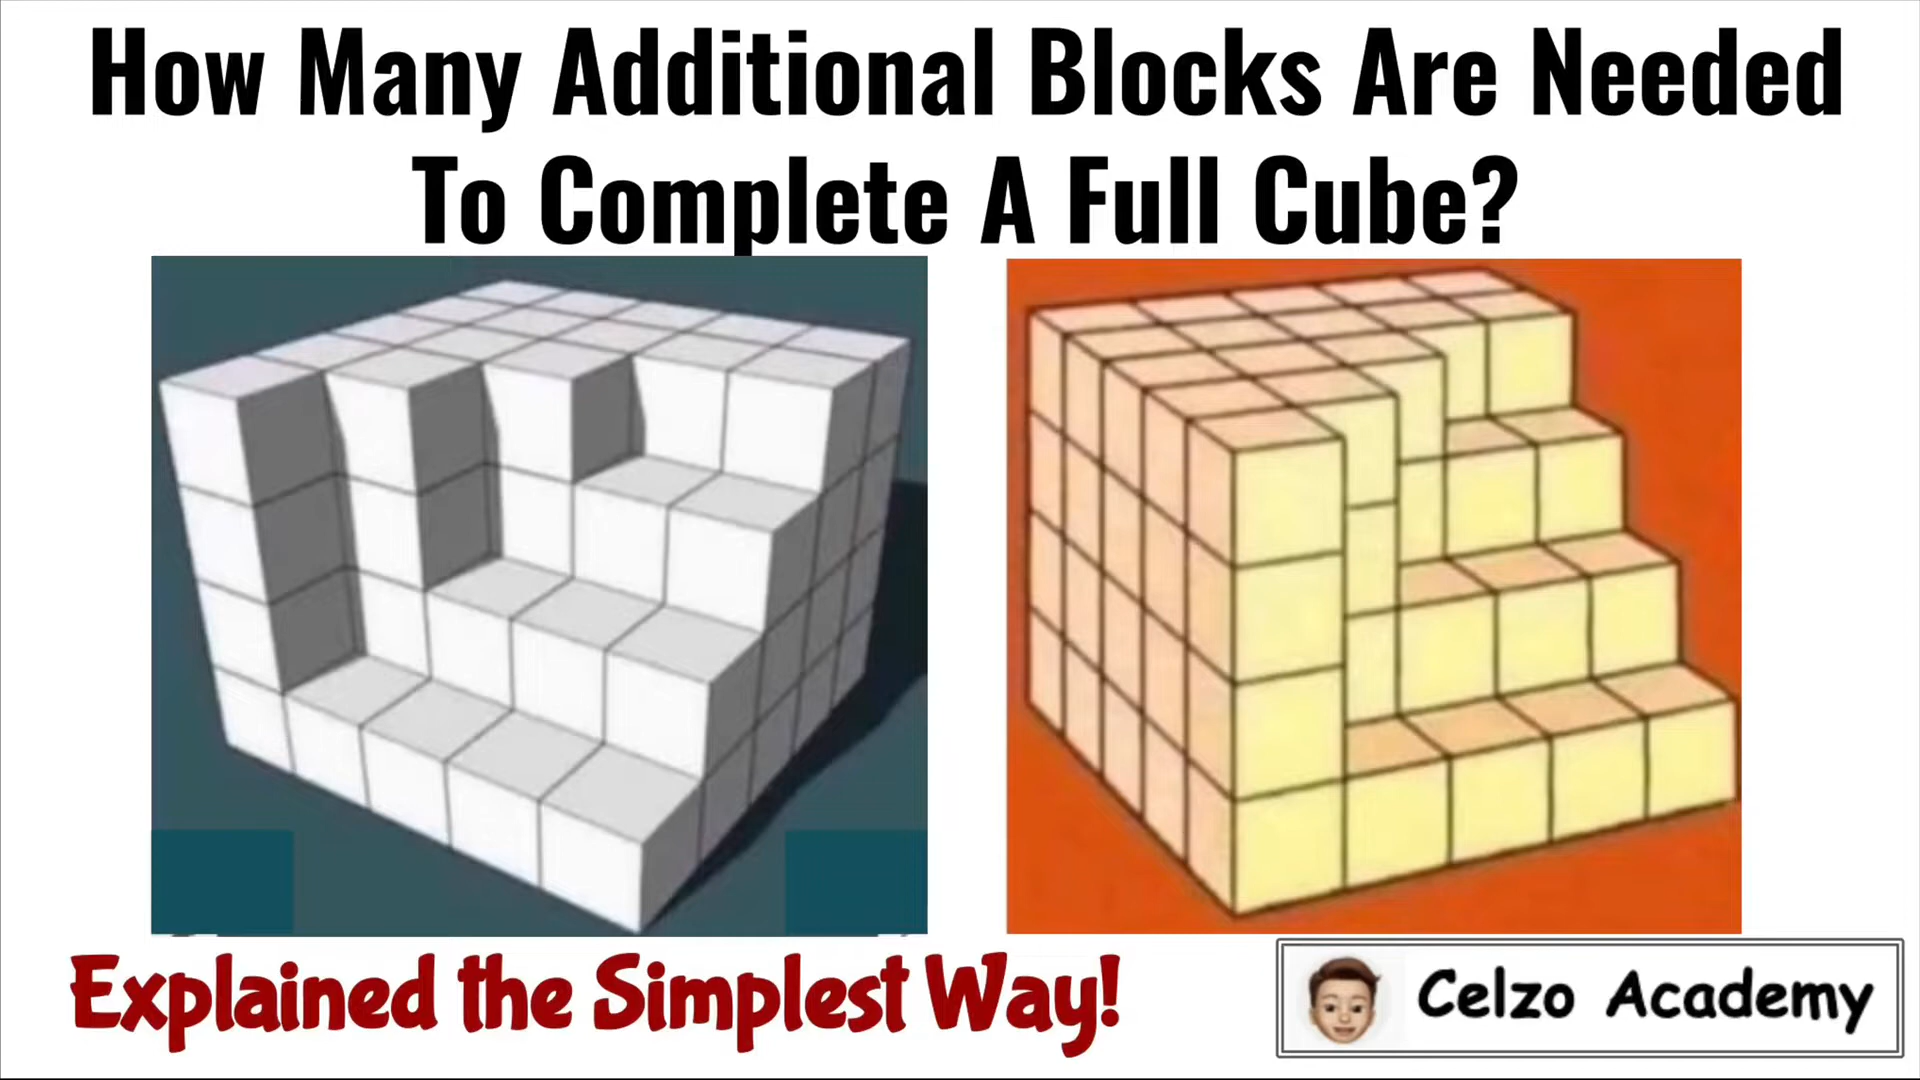 How Many Additional Blocks Are Needed
To Complete A Full Cube?
Explained the Simplest Way!
Celzo Academy